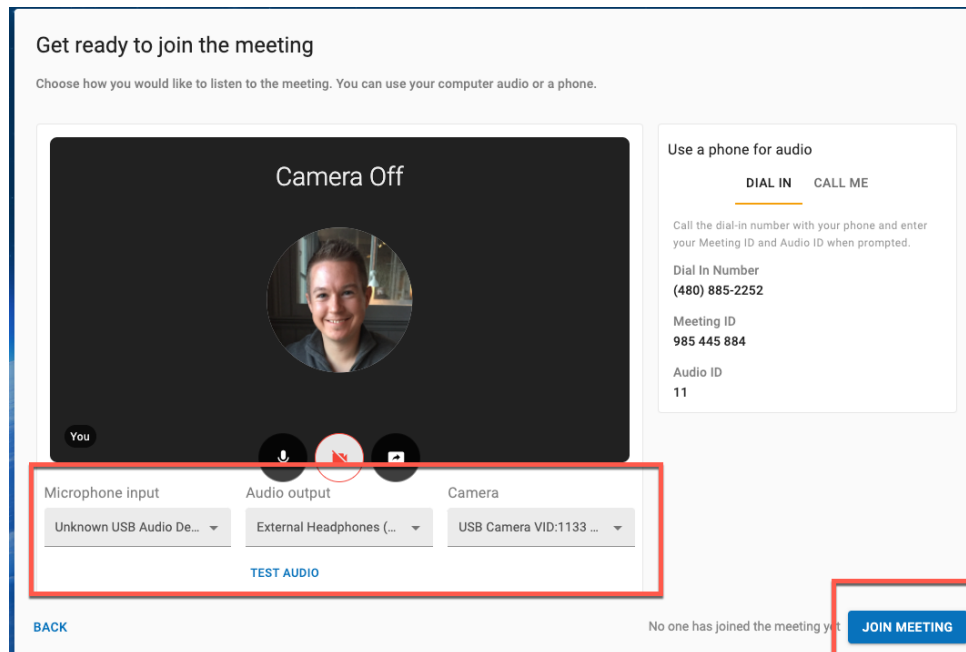 Get ready to join the meeting
Choose how you would like to listen to the meeting. You can use your computer audio or a phone.
Camera Off
You
Microphone input
Audio output
Camera
Unknown USB Audio De...
External Headphones (...
USB Camera VID:1133 ...
TEST AUDIO
Use a phone for audio
DIAL IN
CALL ME
Call the dial-in number with your phone and enter
your Meeting ID and Audio ID when prompted.
Dial In Number
(480) 885-2252
Meeting ID
985 445 884
Audio ID
11
BACK
No one has joined the meeting yet
JOIN MEETING